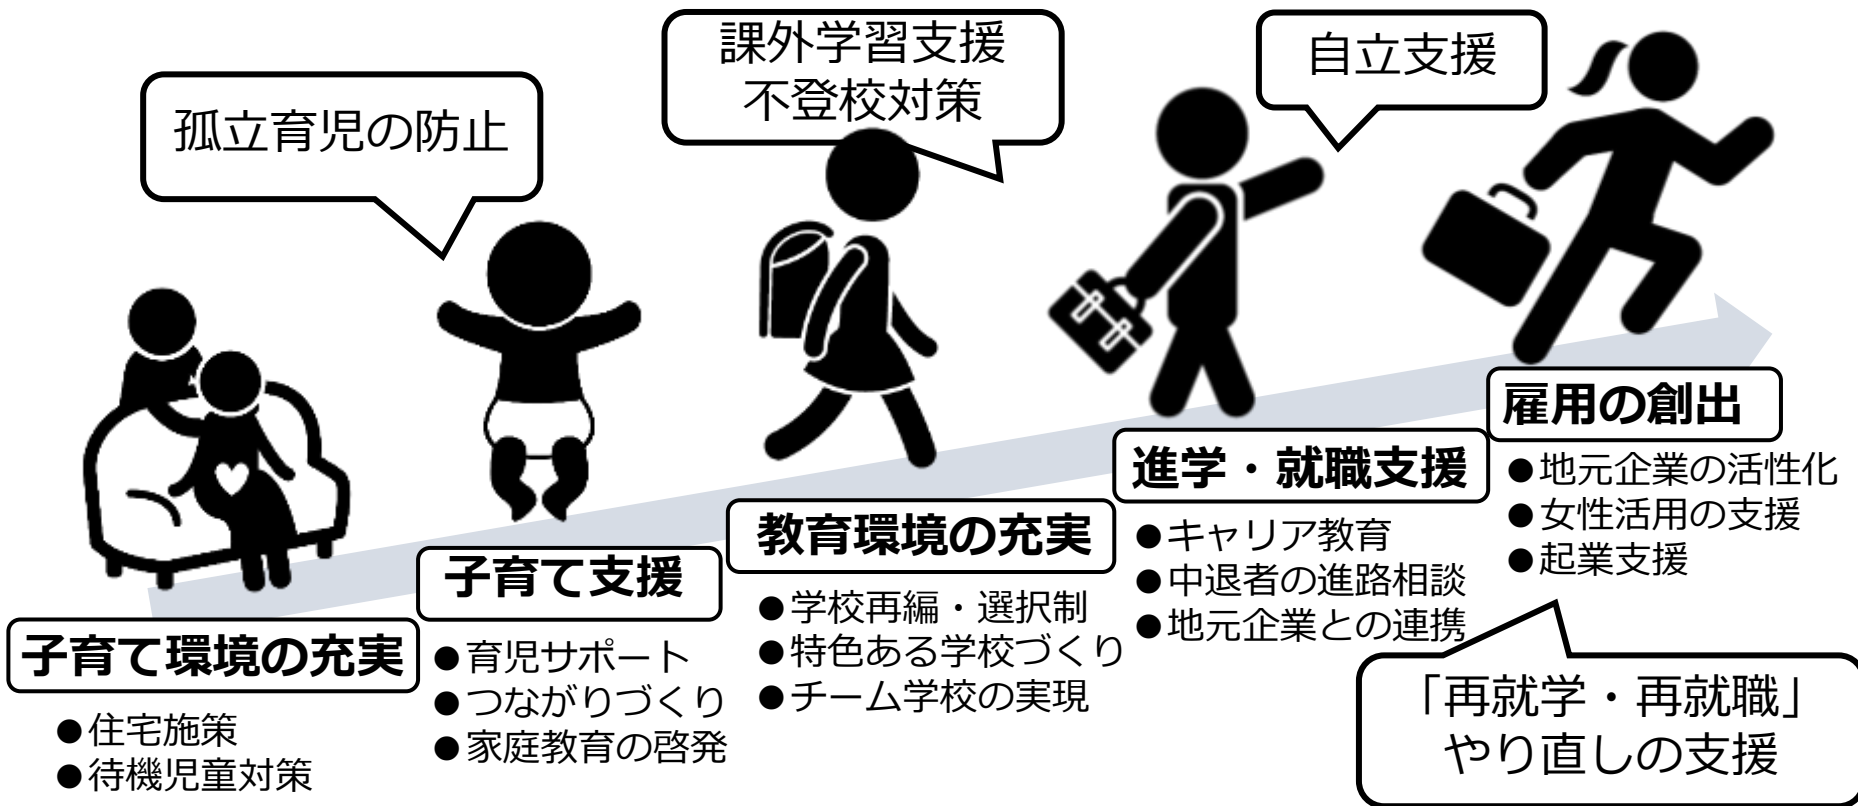 孤立育児の防止
課外学習支援
不登校対策
自立支援
子育て環境の充実
●住宅施策
●待機児童対策
子育て支援
●育児サポート
●つながりづくり
●家庭教育の啓発
教育環境の充実
●学校再編・選択制
●特色ある学校づくり
●チーム学校の実現
進学・就職支援
●キャリア教育
●中退者の進路相談
●地元企業との連携
雇用の創出
●地元企業の活性化
●女性活用の支援
●起業支援
「再就学・再就職」
やり直しの支援